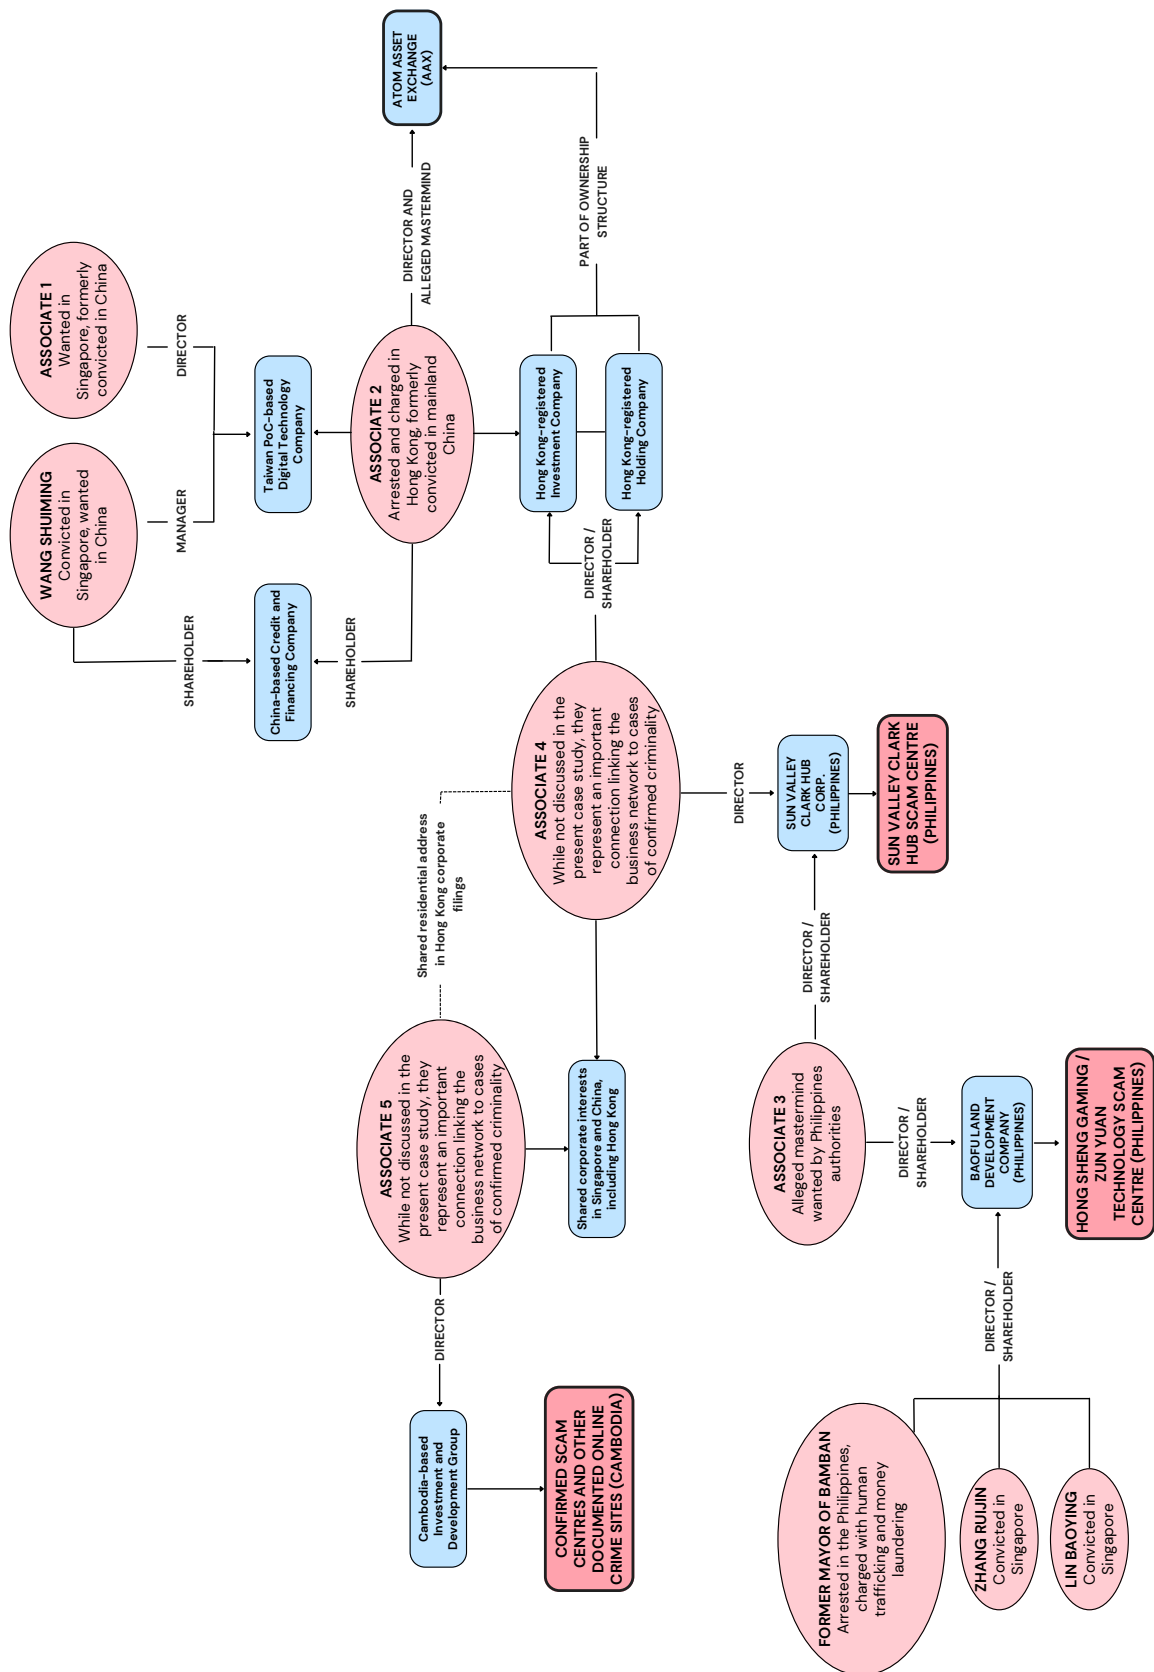 WANG SHUIMING
Convicted in
Singapore, wanted
in China
ASSOCIATE 1
Wanted in
Singapore, formerly
convicted in China
SHAREHOLDER
MANAGER
DIRECTOR
China-based Credit and
Financing Company
Taiwan PoC-based
Digital Technology
Company
SHAREHOLDER
ASSOCIATE 2
Arrested and charged in
Hong Kong, formerly
convicted in mainland
China
DIRECTOR AND
ALLEGED MASTERMIND
ATOM ASSET
EXCHANGE
(AAX)
Cambodia-based
Investment and
Development Group
DIRECTOR
ASSOCIATE 5
While not discussed in the
present case study, they
represent an important
connection linking the
business network to cases
of confirmed criminality
Shared residential address
in Hong Kong corporate
filings
ASSOCIATE 4
While not discussed in the
present case study, they
represent an important
connection linking the
business network to cases
of confirmed criminality
DIRECTOR /
SHAREHOLDER
Hong Kong-registered
Investment Company
Hong Kong-registered
Holding Company
PART OF OWNERSHIP
STRUCTURE
CONFIRMED SCAM
CENTRES AND OTHER
DOCUMENTED ONLINE
CRIME SITES (CAMBODIA)
Shared corporate interests
in Singapore and China,
including Hong Kong
DIRECTOR
ASSOCIATE 3
Alleged mastermind
wanted by Philippines
authorities
DIRECTOR /
SHAREHOLDER
SUN VALLEY
CLARK HUB
CORP.
(PHILIPPINES)
SUN VALLEY CLARK
HUB SCAM CENTRE
(PHILIPPINES)
FORMER MAYOR OF BAMBAN
Arrested in the Philippines,
charged with human
trafficking and money
laundering
ZHANG RUIJIN
Convicted in
Singapore
LIN BAOYING
Convicted in
Singapore
DIRECTOR /
SHAREHOLDER
DIRECTOR /
SHAREHOLDER
BAOFU LAND
DEVELOPMENT
COMPANY
(PHILIPPINES)
HONG SHENG GAMING /
ZUN YUAN
TECHNOLOGY SCAM
CENTRE (PHILIPPINES)